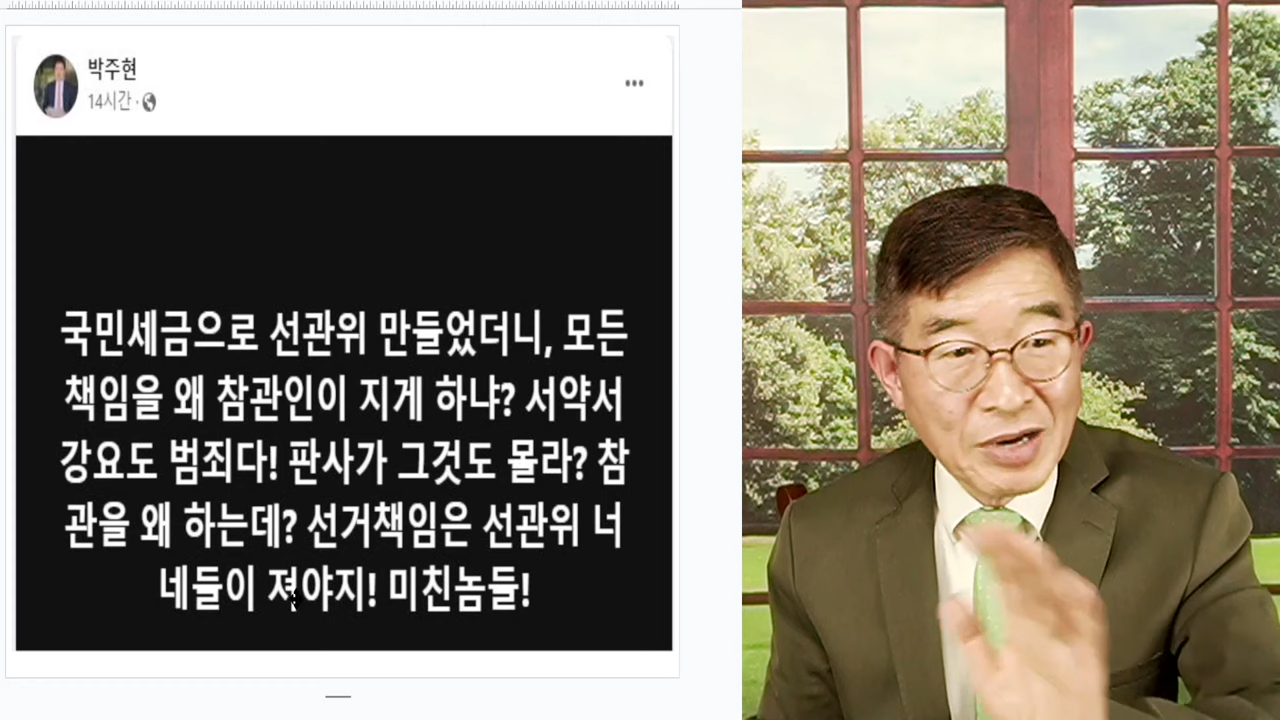 박주현
14시간
국민세금으로 선관위 만들었더니, 모든
책임을 왜 참관인이 지게 하냐? 서약서
강요도 범죄다! 판사가 그것도 몰라? 참
관을 왜 하는데? 선거책임은 선관위 너
네들이 져야지! 미친놈들!